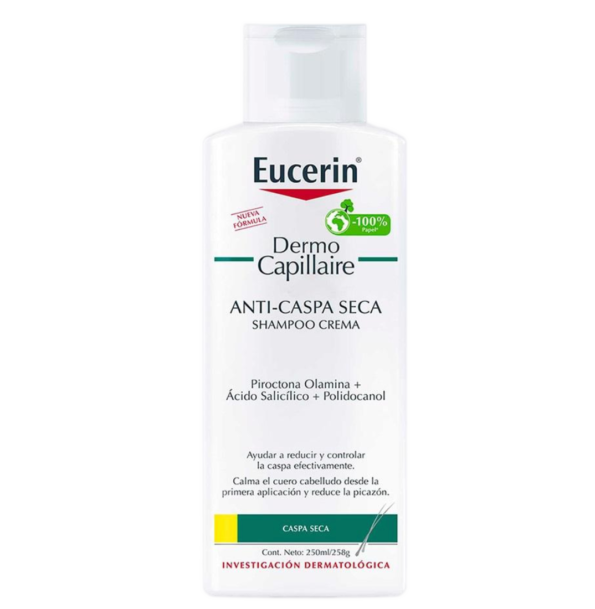 Eucerin®
NUEVA
FÓRMULA
-100%
Papel*
Dermo
Capillaire
ANTI-CASPA SECA
SHAMPOO CREMA
Piroctona Olamina +
Ácido Salicílico + Polidocanol
Ayudar a reducir y controlar
la caspa efectivamente.
Calma el cuero cabelludo desde la
primera aplicación y reduce la picazón.
CASPA SECA
Cont. Neto: 250ml/258g
INVESTIGACIÓN DERMATOLÓGICA